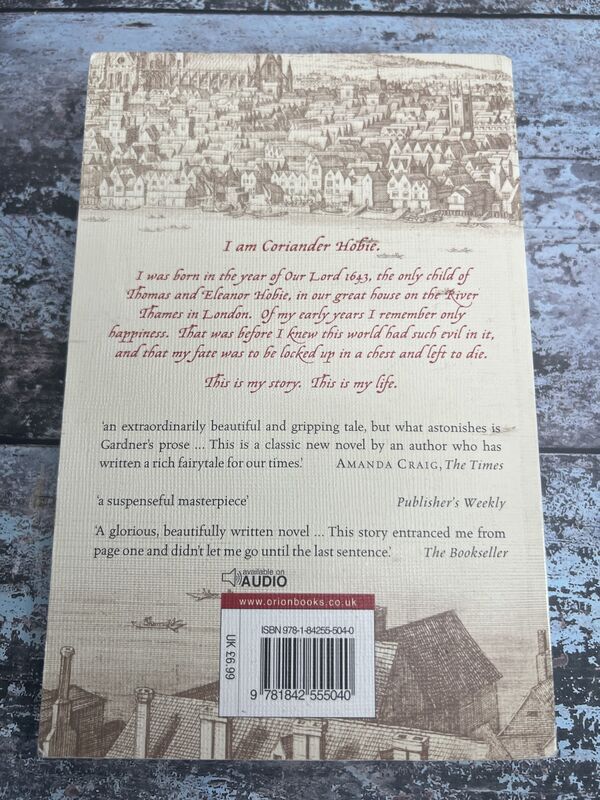 I am Coriander Hobie.
I was born in the year of Our Lord 1643, the only child of
Thomas and Eleanor Hobie, in our great house on the River
Thames in London. Of my early years I remember only
happiness. That was before I knew this world had such evil in it,
and that my fate was to be locked up in a chest and left to die.
This is my story. This is my life.
‘an extraordinarily beautiful and gripping tale, but what astonishes is
Gardner's prose ... This is a classic new novel by an author who has
written a rich fairytale for our times.’ AMANDA CRAIG, The Times
‘a suspenseful masterpiece’ Publisher's Weekly
‘A glorious, beautifully written novel ... This story entranced me from
page one and didn't let me go until the last sentence.’ The Bookseller
available on
AUDIO
www.orionbooks.co.uk
ISBN 978-1-84255-504-0
UK £6.99
9 781842 555040